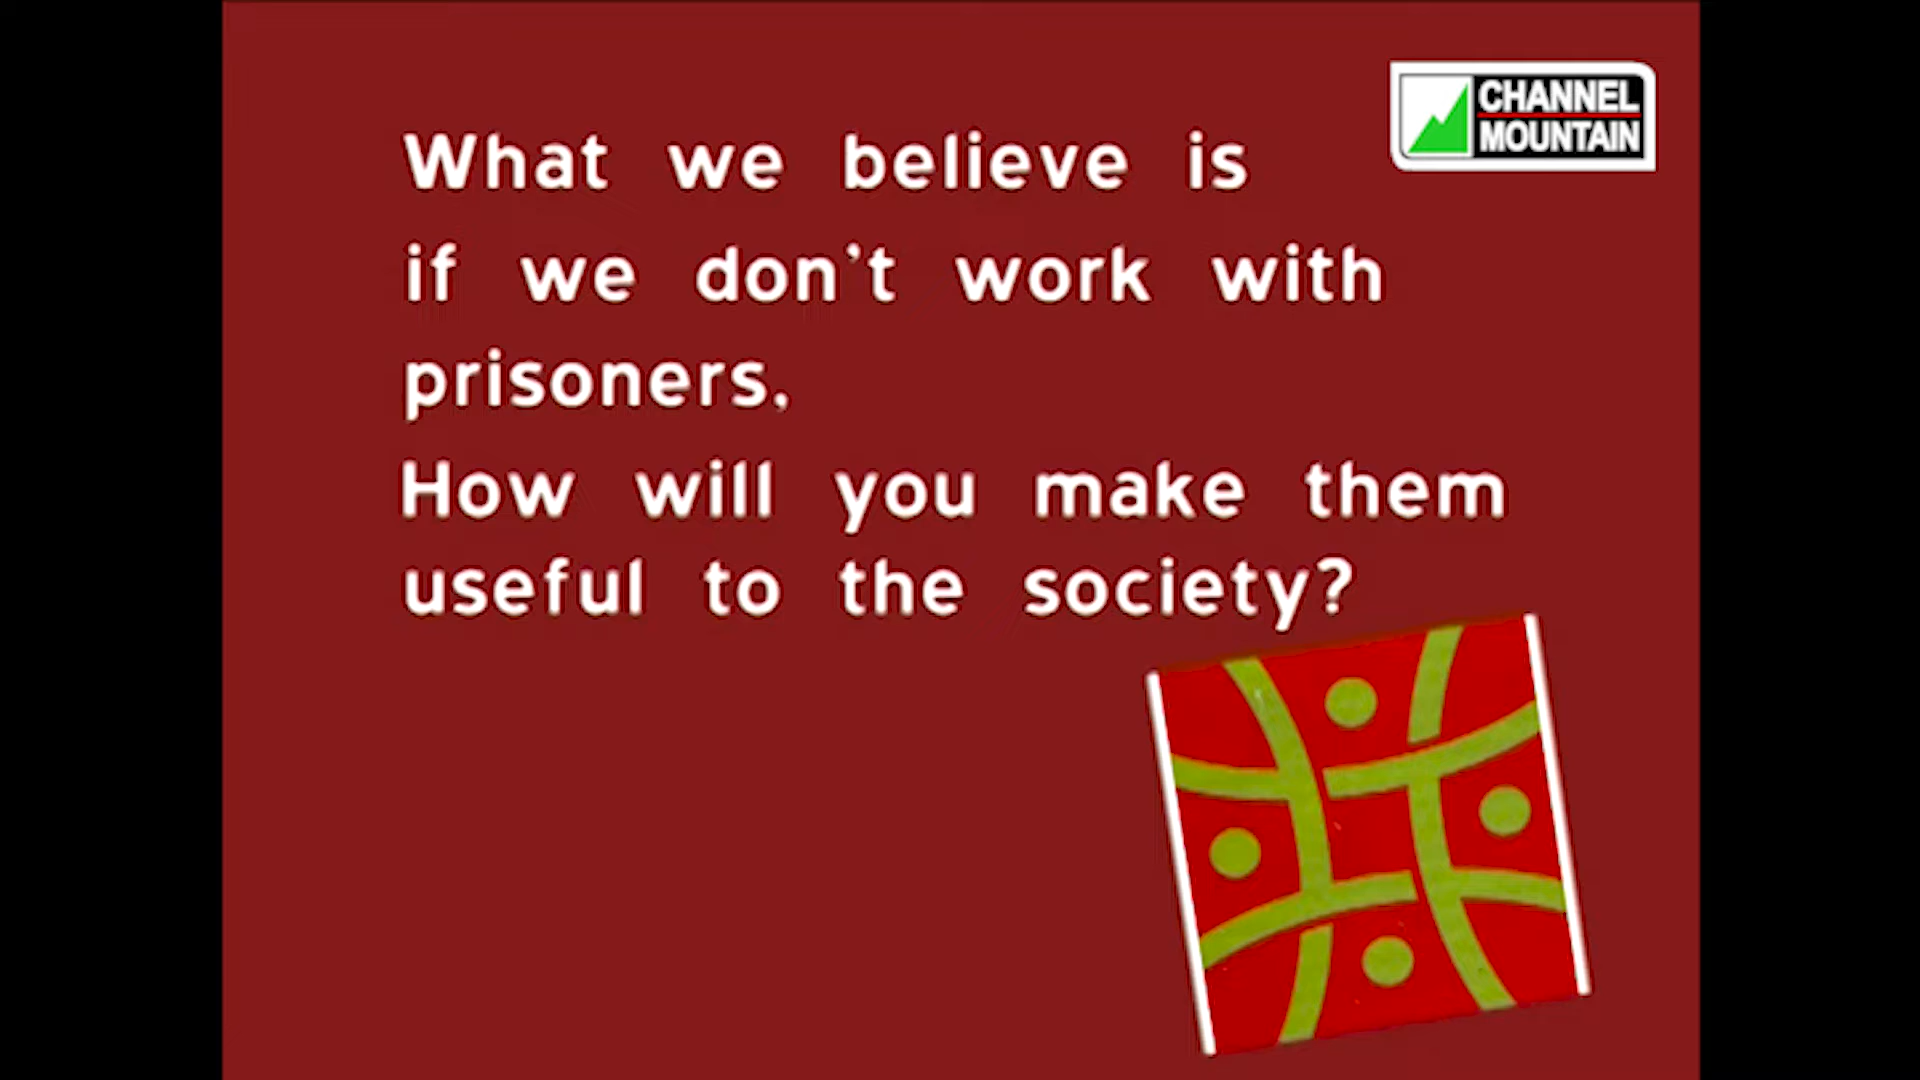 CHANNEL
MOUNTAIN
What we believe is
if we don't work with
prisoners,
How will you make them
useful to the society?